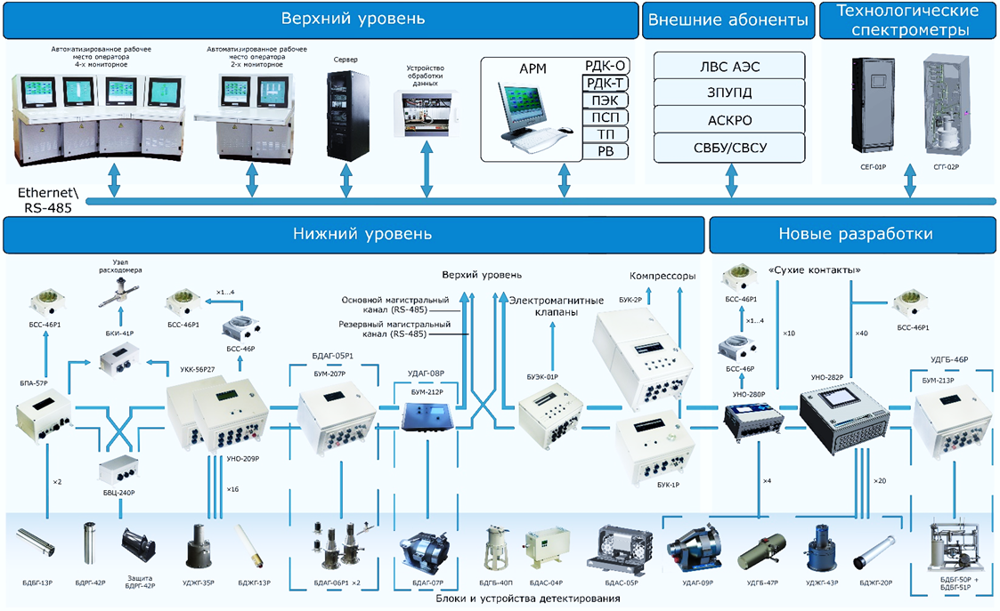 Верхний уровень
Внешние абоненты
Технологические
спектрометры
Автоматизированное рабочее
место оператора
4-х мониторное
Автоматизированное рабочее
место оператора
2-х мониторное
Сервер
Устройство
обработки
данных
АРМ
РДК-О
РДК-Т
ПЭК
ПСП
ТП
РВ
ЛВС АЭС
ЗПУПД
АСКРО
СВБУ/СВСУ
СЕГ-01Р
СГГ-02Р
Ethernet\
RS-485
Нижний уровень
Новые разработки
Узел
расходомера
БСС-46Р1
БКИ-41Р
БСС-46Р1
×1...4
БСС-46Р
Верхий уровень
Основной магистральный
канал (RS-485)
Резервный магистральный
канал (RS-485)
Электромагнитные
клапаны
Компрессоры
БУК-2Р
«Сухие контакты»
БСС-46Р1
×1...4
БСС-46Р
×10
×40
БСС-46Р1
БПА-57Р
УКК-56Р27
БДАГ-05Р1
БУМ-207Р
УДАГ-08Р
БУМ-212Р
БУЭК-01Р
УНО-280Р
УНО-282Р
УДГБ-46Р
БУМ-213Р
УНО-209Р
БВЦ-240Р
БУК-1Р
×2
×16
×4
×20
БДБГ-13Р
БДРГ-42Р
Защита
БДРГ-42Р
УДЖГ-35Р
БДЖГ-13Р
БДАГ-06Р1 ×2
БДАГ-07Р
БДГБ-40П
БДАС-04Р
БДАС-05Р
УДАГ-09Р
УДГБ-47Р
УДЖГ-43Р
БДЖГ-20Р
БДБГ-50Р +
БДБГ-51Р
Блоки и устройства детектирования